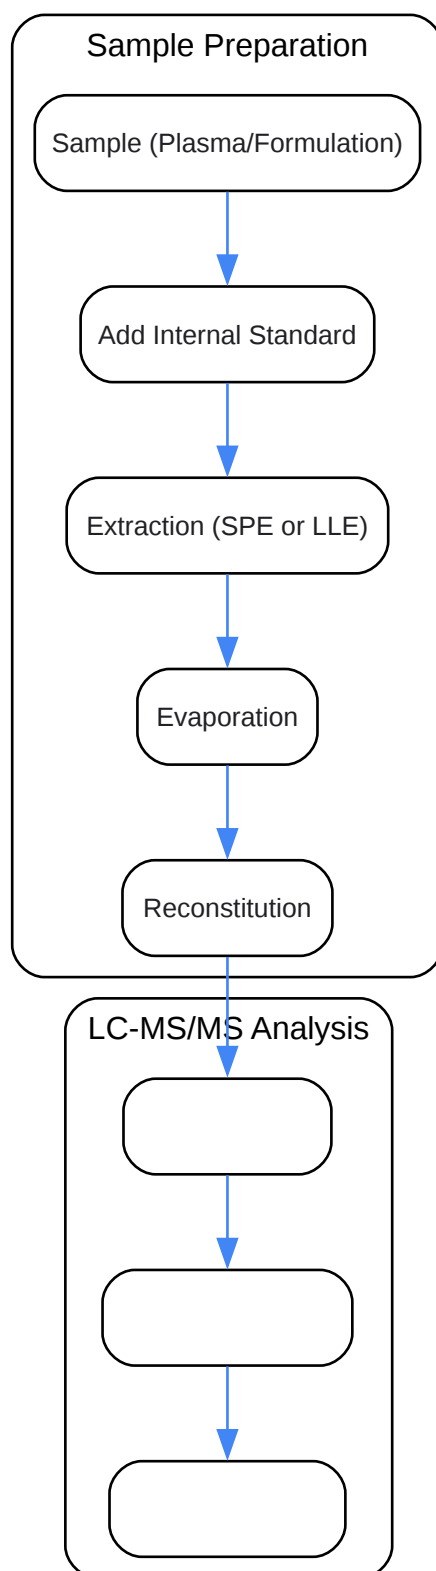 Sample Preparation
Sample (Plasma/Formulation)
Add Internal Standard
Extraction (SPE or LLE)
Evaporation
Reconstitution
LC-MS/MS Analysis